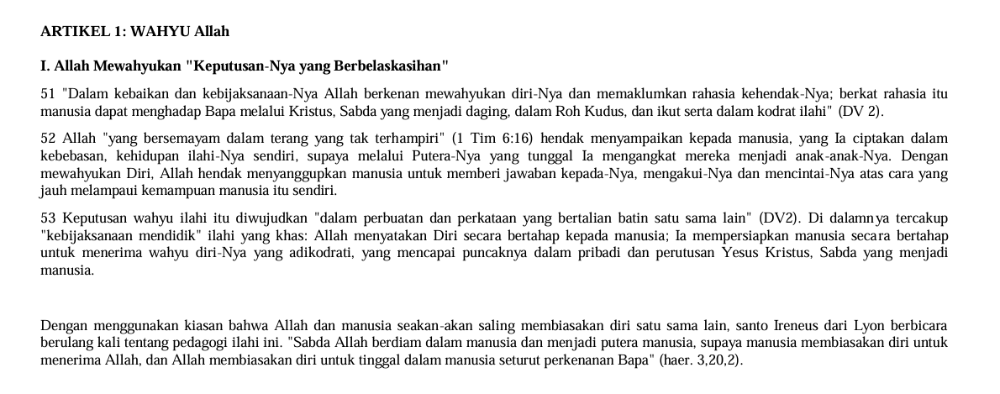 ARTIKEL 1: WAHYU Allah
I. Allah Mewahyukan "Keputusan-Nya yang Berbelaskasihan"
51 "Dalam kebaikan dan kebijaksanaan-Nya Allah berkenan mewahyukan diri-Nya dan memaklumkan rahasia kehendak-Nya; berkat rahasia itu
manusia dapat menghadap Bapa melalui Kristus, Sabda yang menjadi daging, dalam Roh Kudus, dan ikut serta dalam kodrat ilahi" (DV 2).
52 Allah "yang bersemayam dalam terang yang tak terhampiri" (1 Tim 6:16) hendak menyampaikan kepada manusia, yang Ia ciptakan dalam
kebebasan, kehidupan ilahi-Nya sendiri, supaya melalui Putera-Nya yang tunggal Ia mengangkat mereka menjadi anak-anak-Nya. Dengan
mewahyukan Diri, Allah hendak menyanggupkan manusia untuk memberi jawaban kepada-Nya, mengakui-Nya dan mencintai-Nya atas cara yang
jauh melampaui kemampuan manusia itu sendiri.
53 Keputusan wahyu ilahi itu diwujudkan "dalam perbuatan dan perkataan yang bertalian batin satu sama lain" (DV2). Di dalamnya tercakup
"kebijaksanaan mendidik" ilahi yang khas: Allah menyatakan Diri secara bertahap kepada manusia; Ia mempersiapkan manusia secara bertahap
untuk menerima wahyu diri-Nya yang adikodrati, yang mencapai puncaknya dalam pribadi dan perutusan Yesus Kristus, Sabda yang menjadi
manusia.
Dengan menggunakan kiasan bahwa Allah dan manusia seakan-akan saling membiasakan diri satu sama lain, santo Ireneus dari Lyon berbicara
berulang kali tentang pedagogi ilahi ini. "Sabda Allah berdiam dalam manusia dan menjadi putera manusia, supaya manusia membiasakan diri untuk
menerima Allah, dan Allah membiasakan diri untuk tinggal dalam manusia seturut perkenanan Bapa" (haer. 3,20,2).